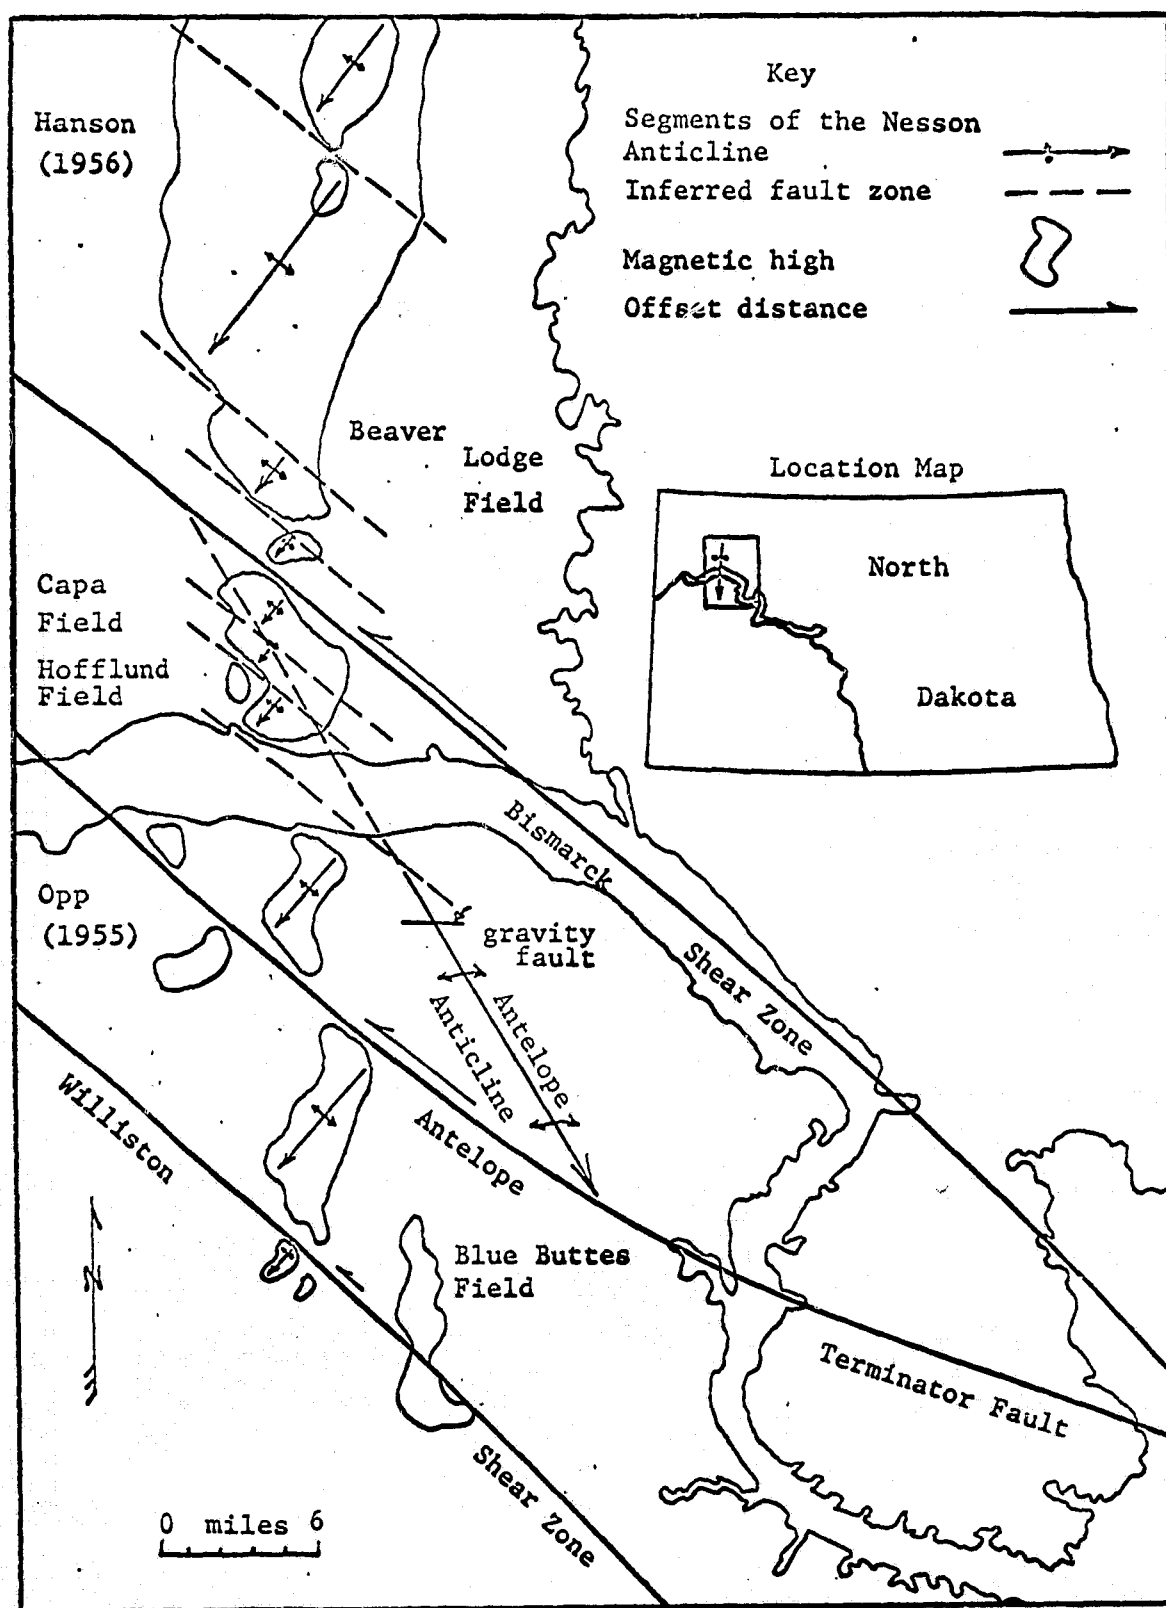 Key
Segments of the Nesson
Anticline
Inferred fault zone
Magnetic high
Offset distance
Hanson
(1956)
Beaver
Lodge
Field
Location Map
North
Dakota
Capa
Field
Hofflund
Field
Opp
(1955)
Bismarck
Shear Zone
gravity
fault
Antelope
Anticline
Williston
Antelope
Blue Buttes
Field
Terminator Fault
Shear Zone
N
0 miles 6